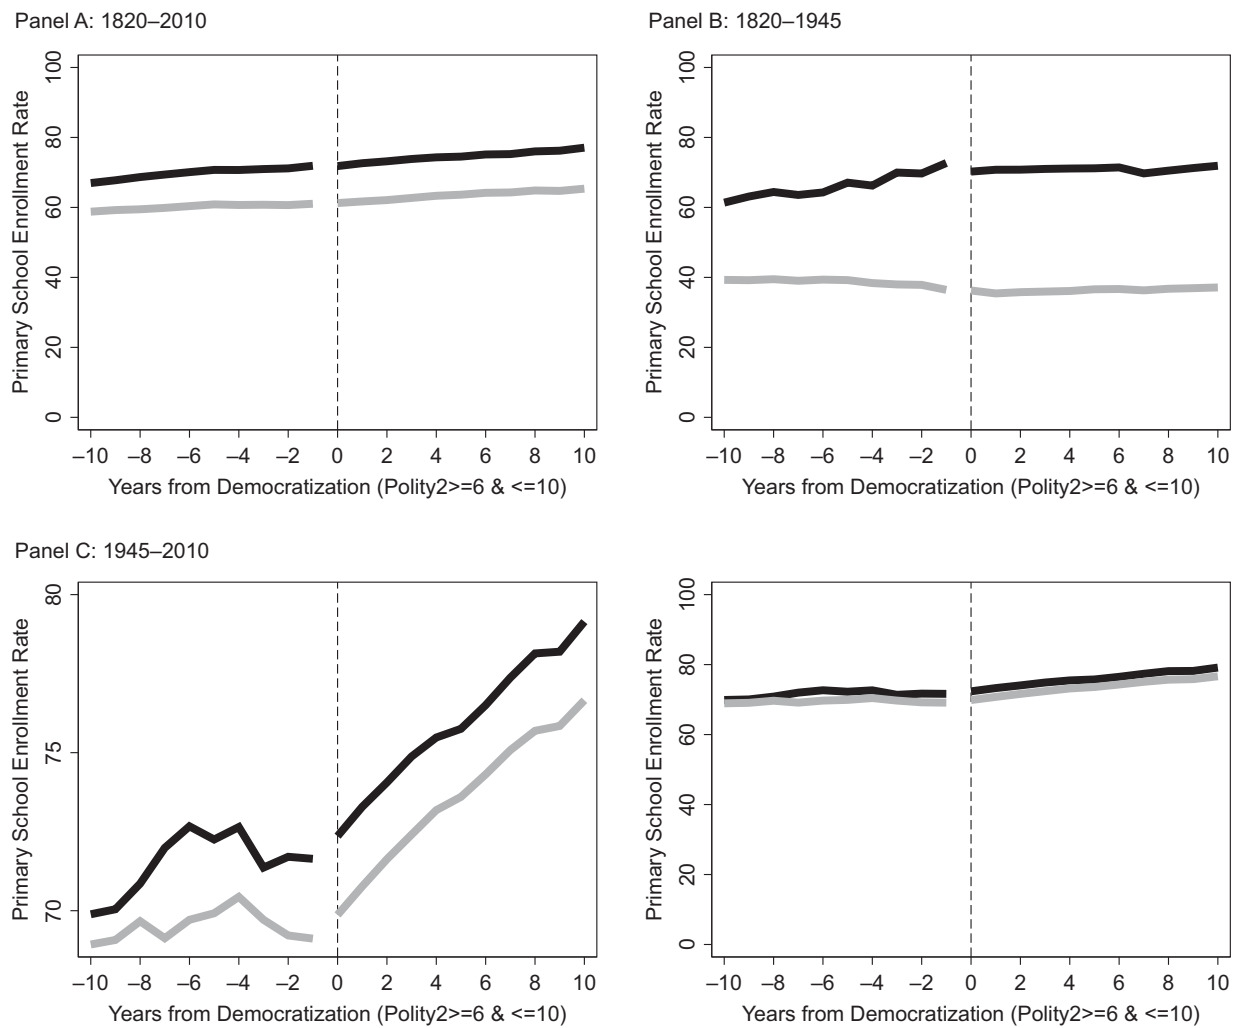 Panel A: 1820–2010
Primary School Enrollment Rate
100
80
60
40
20
0
–10 –8 –6 –4 –2 0 2 4 6 8 10
Years from Democratization (Polity2>=6 & <=10)
Panel B: 1820–1945
Primary School Enrollment Rate
100
80
60
40
20
0
–10 –8 –6 –4 –2 0 2 4 6 8 10
Years from Democratization (Polity2>=6 & <=10)
Panel C: 1945–2010
Primary School Enrollment Rate
80
75
70
–10 –8 –6 –4 –2 0 2 4 6 8 10
Years from Democratization (Polity2>=6 & <=10)
Primary School Enrollment Rate
100
80
60
40
20
0
–10 –8 –6 –4 –2 0 2 4 6 8 10
Years from Democratization (Polity2>=6 & <=10)